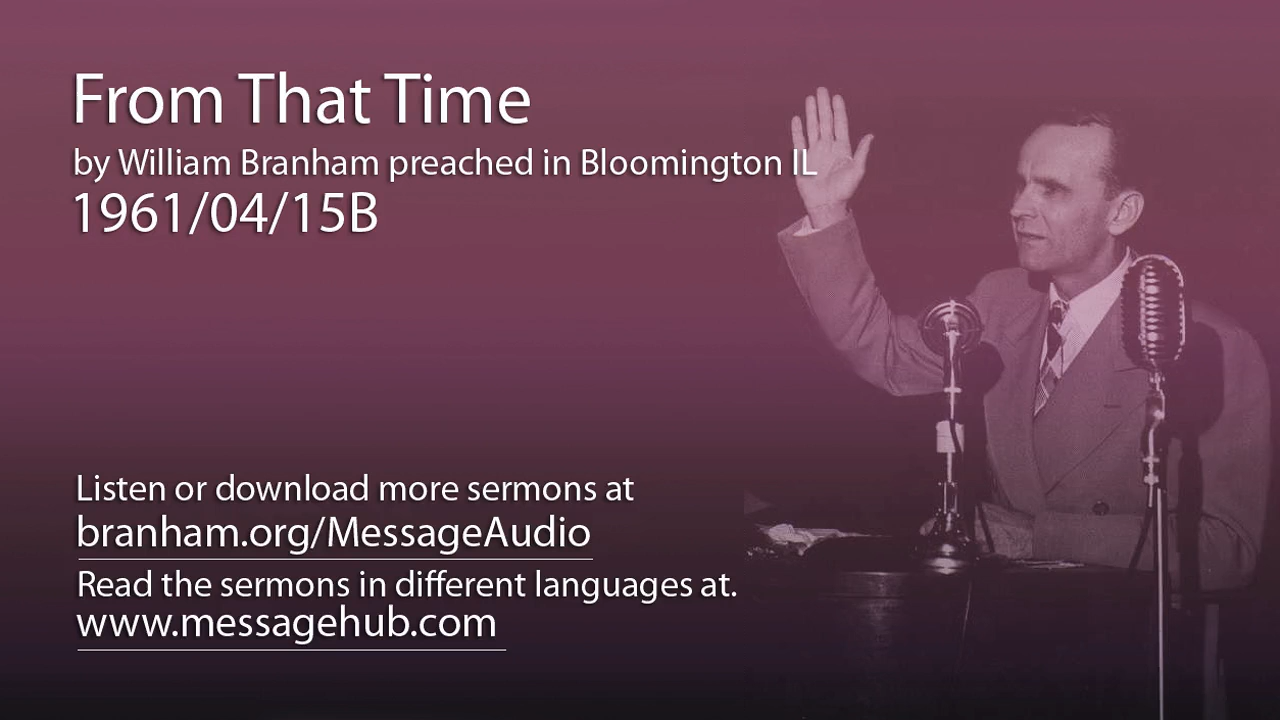 From That Time
by William Branham preached in Bloomington IL
1961/04/15B
Listen or download more sermons at
branham.org/MessageAudio
Read the sermons in different languages at.
www.messagehub.com